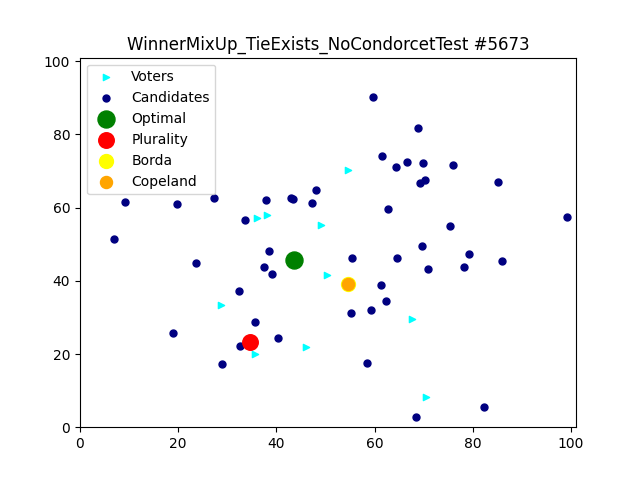 WinnerMixUp_TieExists_NoCondorcetTest #5673
100
80
60
40
20
0
0 20 40 60 80 100
Voters
Candidates
Optimal
Plurality
Borda
Copeland